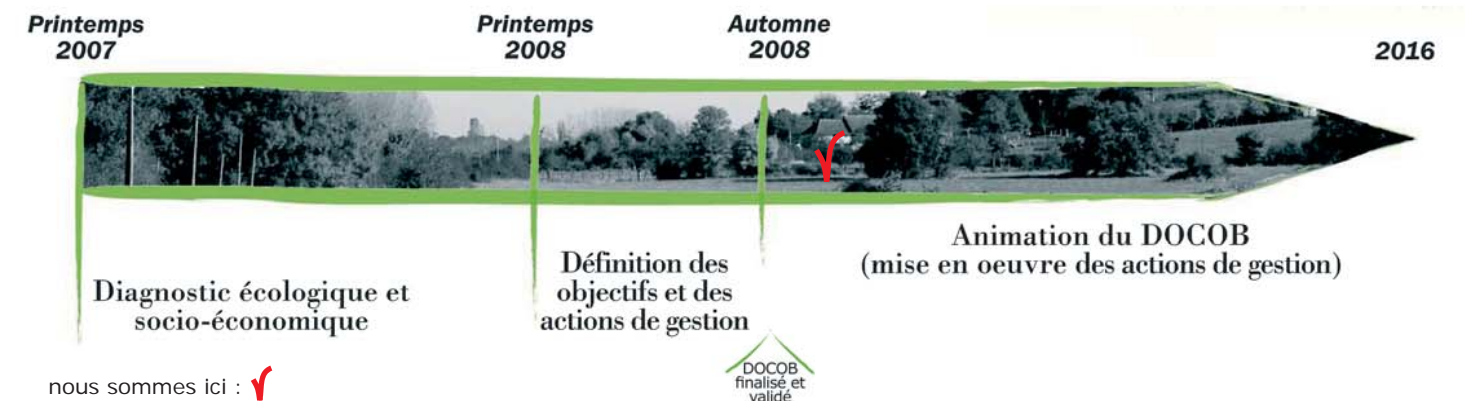 Printemps
2007
Printemps
2008
Automne
2008
2016
Diagnostic écologique et
socio-économique
Définition des
objectifs et des
actions de gestion
Animation du DOCOB
(mise en oeuvre des actions de gestion)
DOCOB
finalisé et
validé
nous sommes ici :